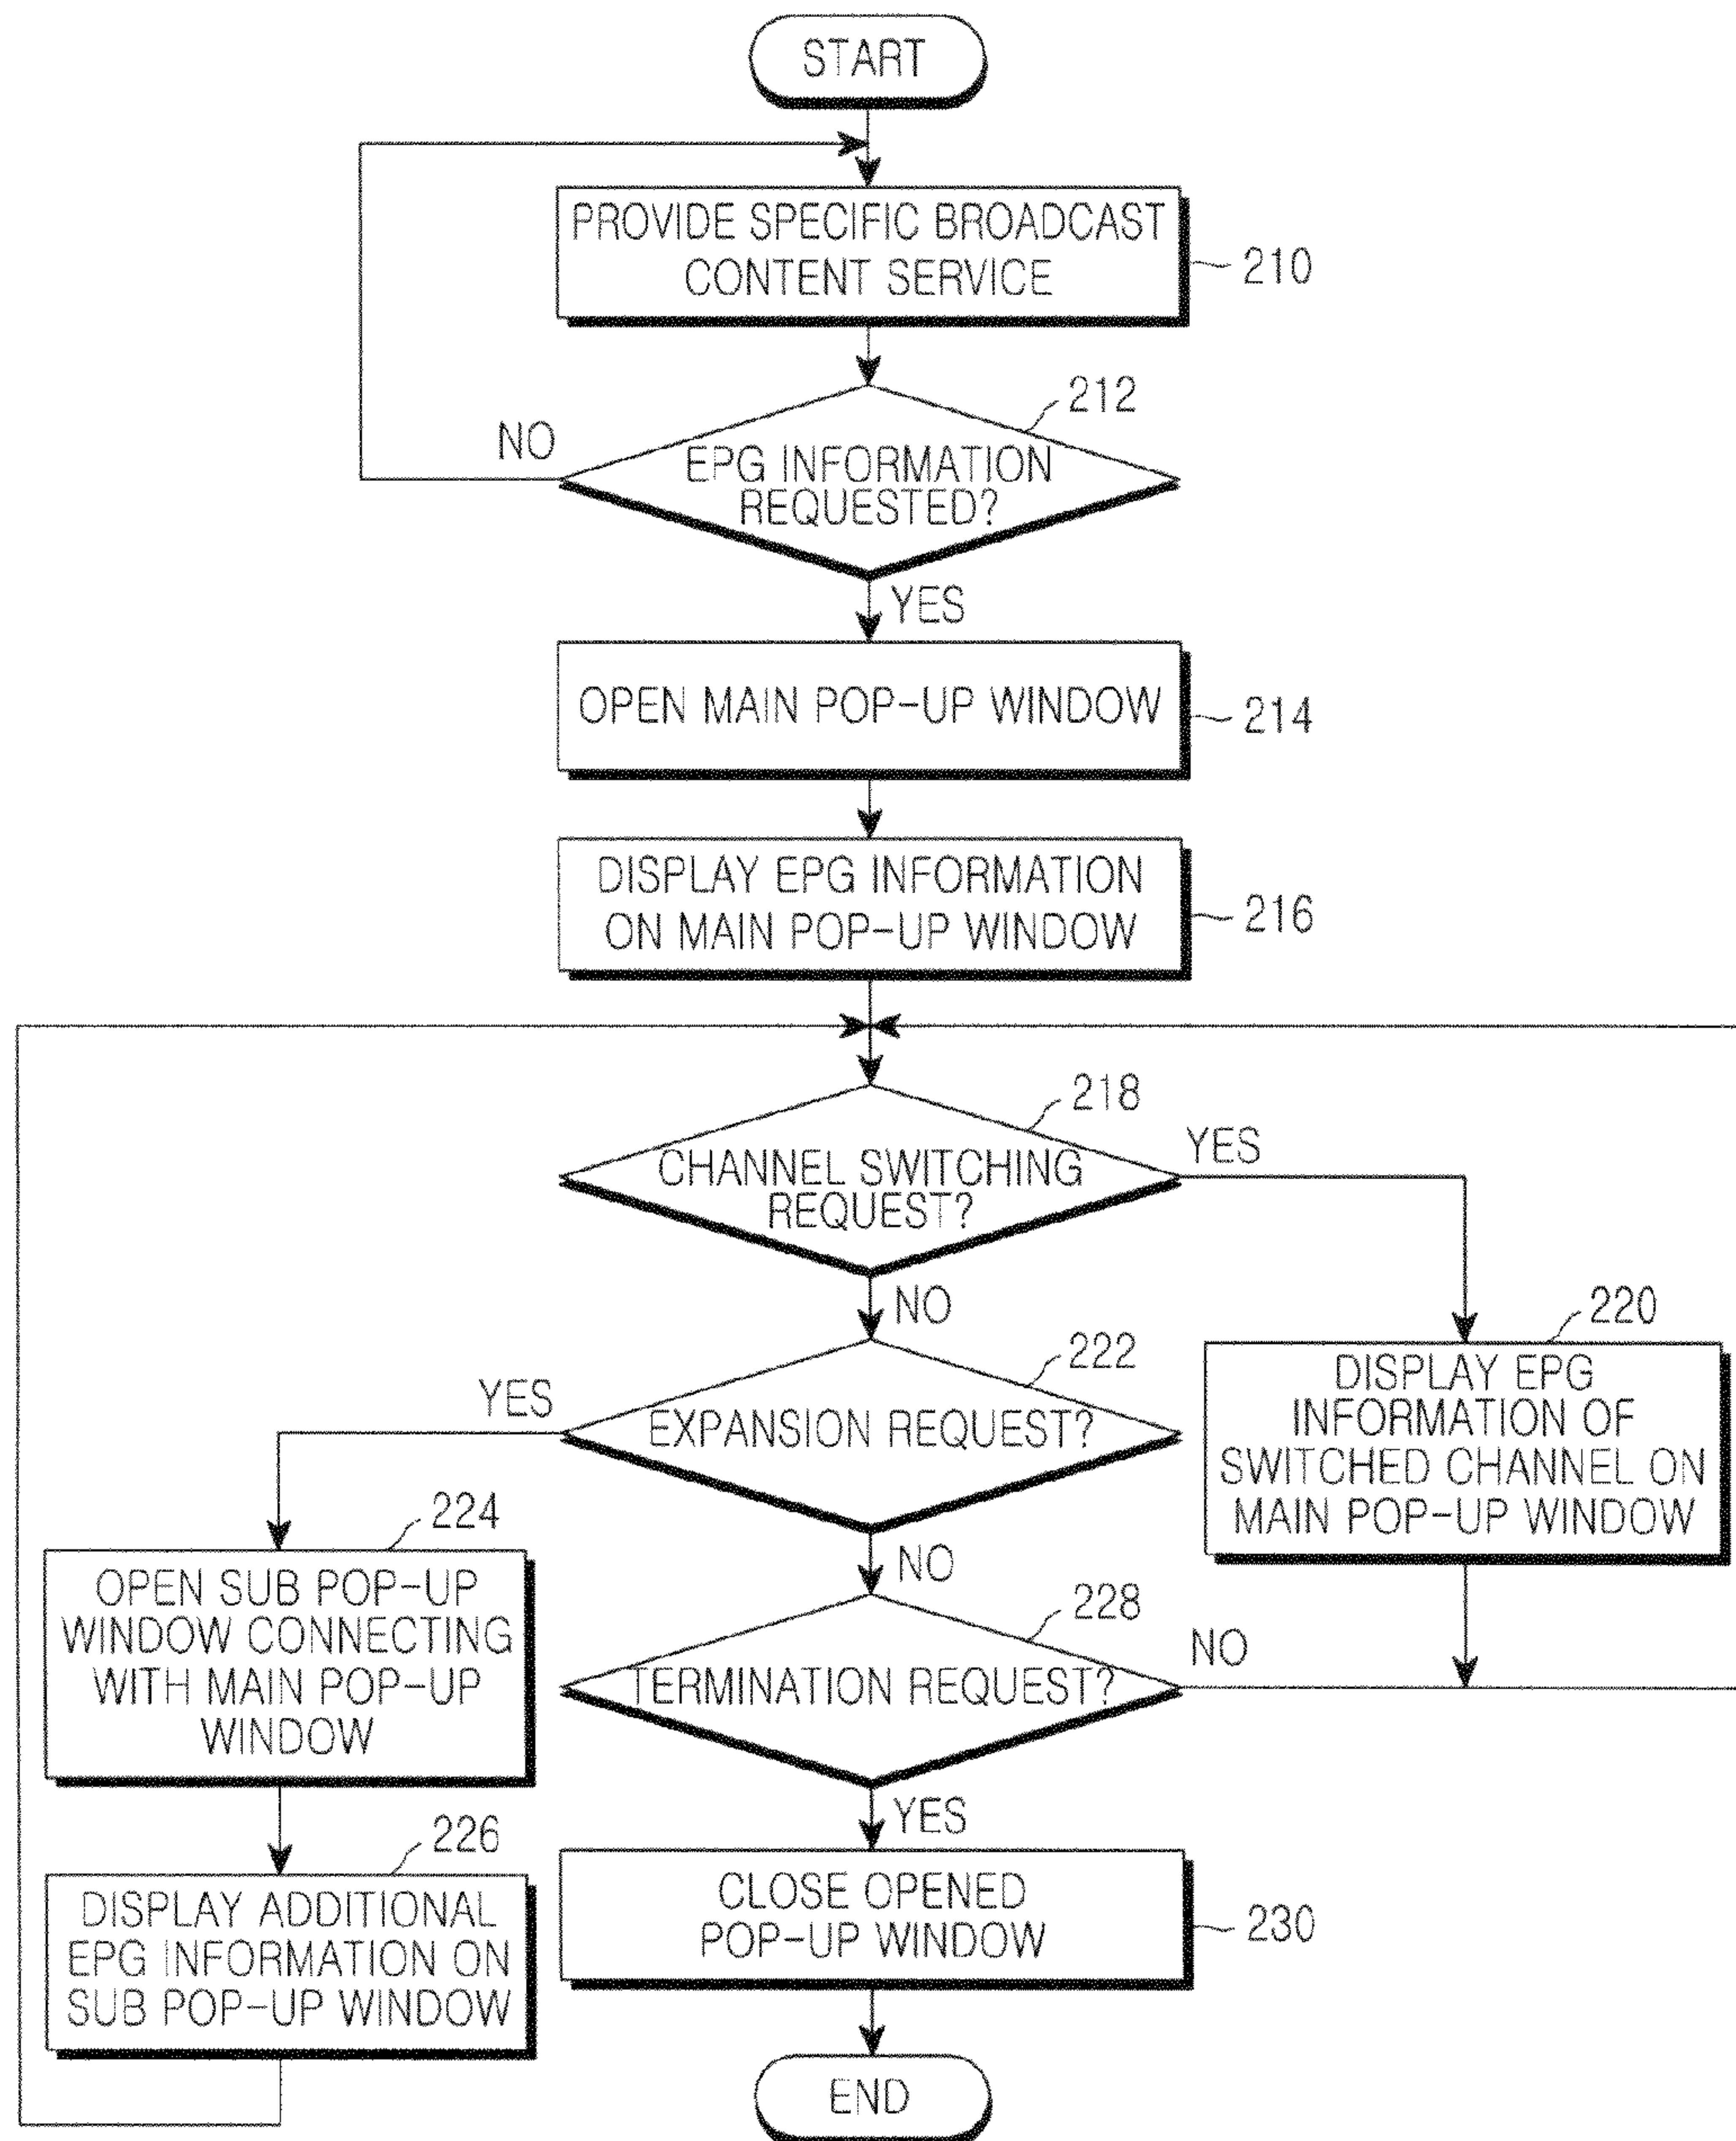 START
PROVIDE SPECIFIC BROADCAST
CONTENT SERVICE
210
212
NO
EPG INFORMATION
REQUESTED?
YES
OPEN MAIN POP-UP WINDOW
214
DISPLAY EPG INFORMATION
ON MAIN POP-UP WINDOW
216
218
YES
CHANNEL SWITCHING
REQUEST?
NO
220
DISPLAY EPG
INFORMATION OF
SWITCHED CHANNEL ON
MAIN POP-UP WINDOW
222
YES
EXPANSION REQUEST?
NO
224
OPEN SUB POP-UP
WINDOW CONNECTING
WITH MAIN POP-UP
WINDOW
228
NO
TERMINATION REQUEST?
YES
226
DISPLAY ADDITIONAL
EPG INFORMATION ON
SUB POP-UP WINDOW
CLOSE OPENED
POP-UP WINDOW
230
END